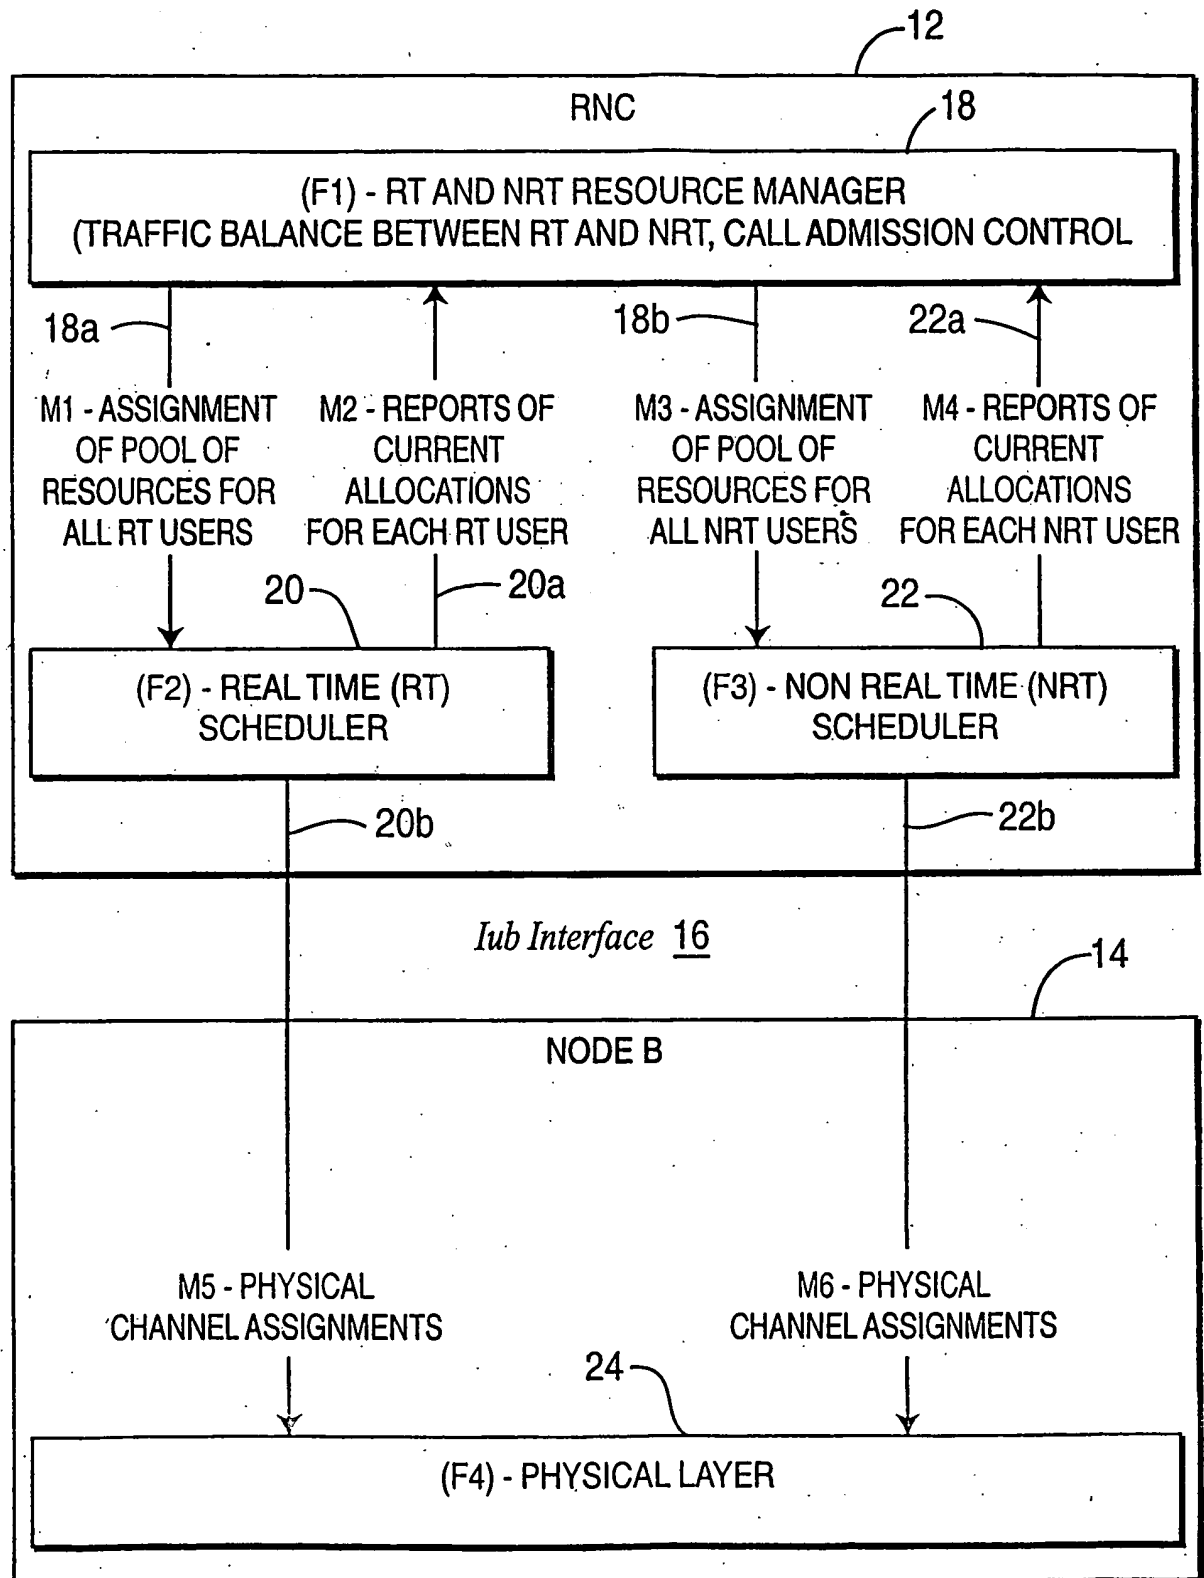 12
RNC
18
(F1) - RT AND NRT RESOURCE MANAGER
(TRAFFIC BALANCE BETWEEN RT AND NRT, CALL ADMISSION CONTROL
18a
18b
22a
M1 - ASSIGNMENT
OF POOL OF
RESOURCES FOR
ALL RT USERS
M2 - REPORTS OF
CURRENT
ALLOCATIONS
FOR EACH RT USER
M3 - ASSIGNMENT
OF POOL OF
RESOURCES FOR
ALL NRT USERS
M4 - REPORTS OF
CURRENT
ALLOCATIONS
FOR EACH NRT USER
20
20a
22
(F2) - REAL TIME (RT)
SCHEDULER
(F3) - NON REAL TIME (NRT)
SCHEDULER
20b
22b
Iub Interface 16
14
NODE B
M5 - PHYSICAL
CHANNEL ASSIGNMENTS
M6 - PHYSICAL
CHANNEL ASSIGNMENTS
24
(F4) - PHYSICAL LAYER